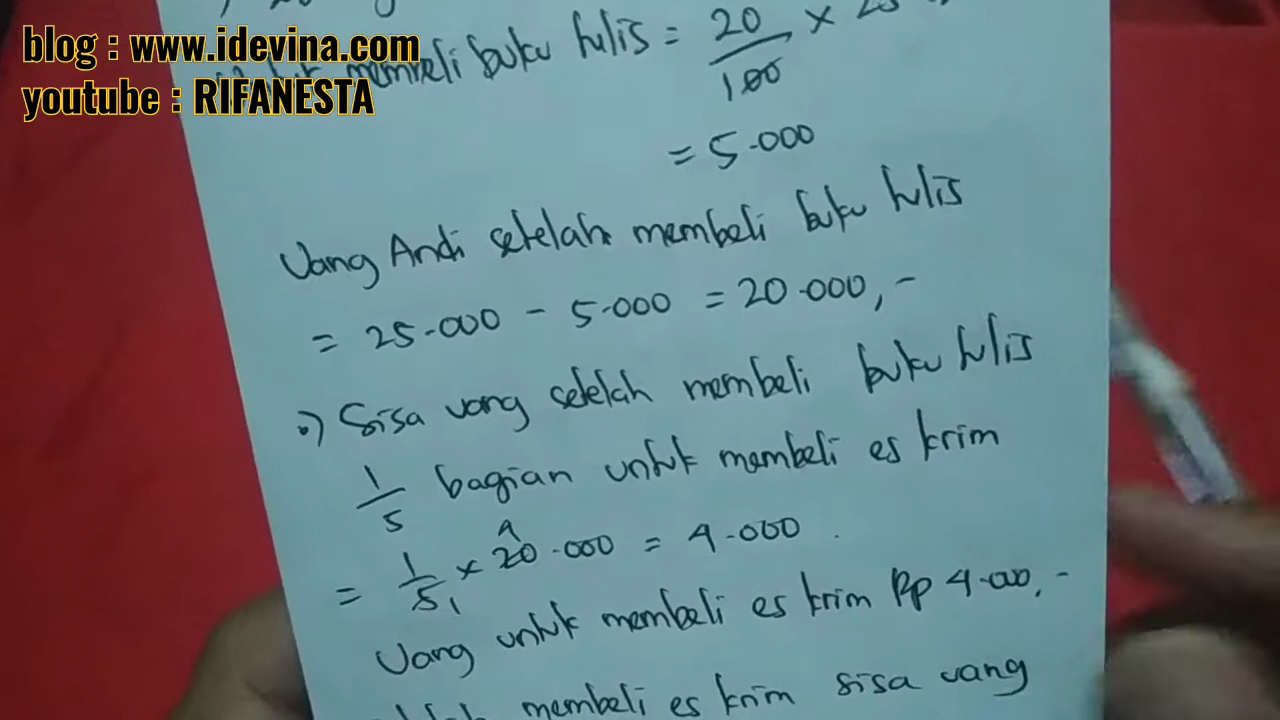 blog : www.idevina.com
youtube : RIFANESTA
membeli buku tulis = 20/100 ×
= 5.000
Uang Andi setelah membeli buku tulis
= 25.000 - 5.000 = 20.000,-
•) Sisa uang setelah membeli buku tulis
1/5 bagian untuk membeli es krim
= 1/5 1 × 20 4 .000 = 4.000
Uang untuk membeli es krim Rp 4.000,-
membeli es krim sisa uang